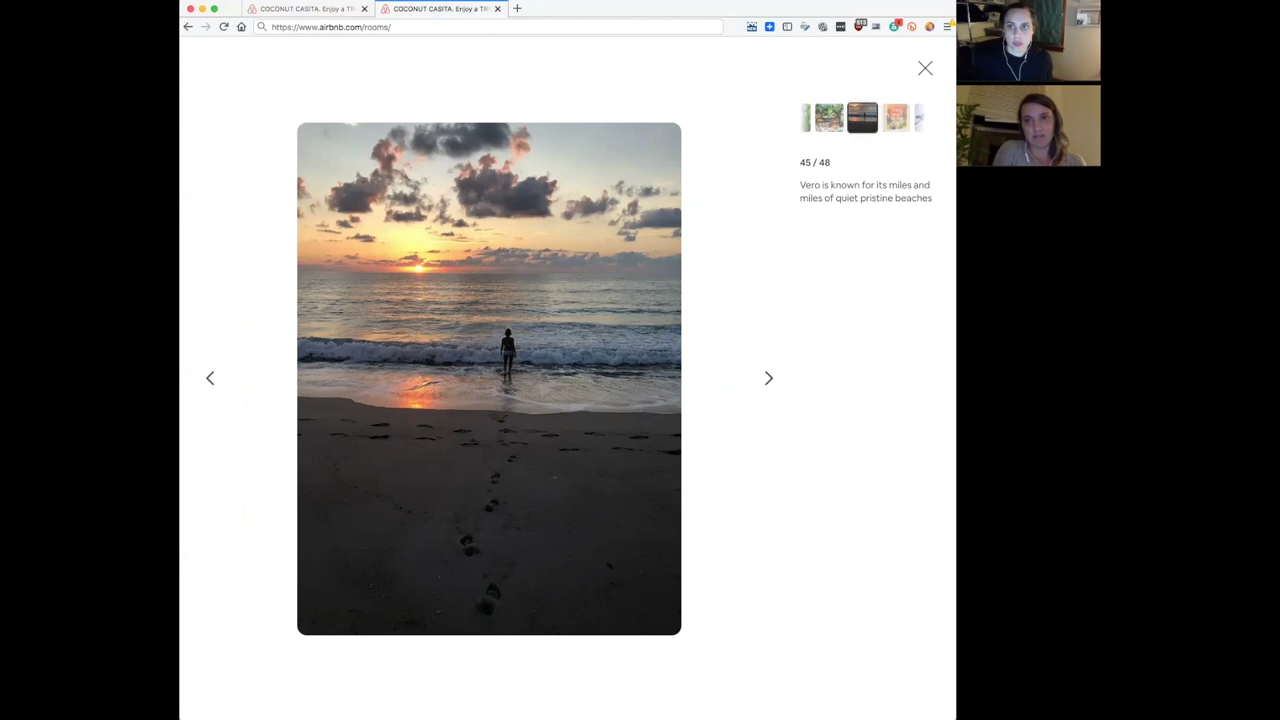 COCONUT CASITA. Enjoy a TR
COCONUT CASITA. Enjoy a TR
https://www.airbnb.com/rooms/
45 / 48
Vero is known for its miles and
miles of quiet pristine beaches